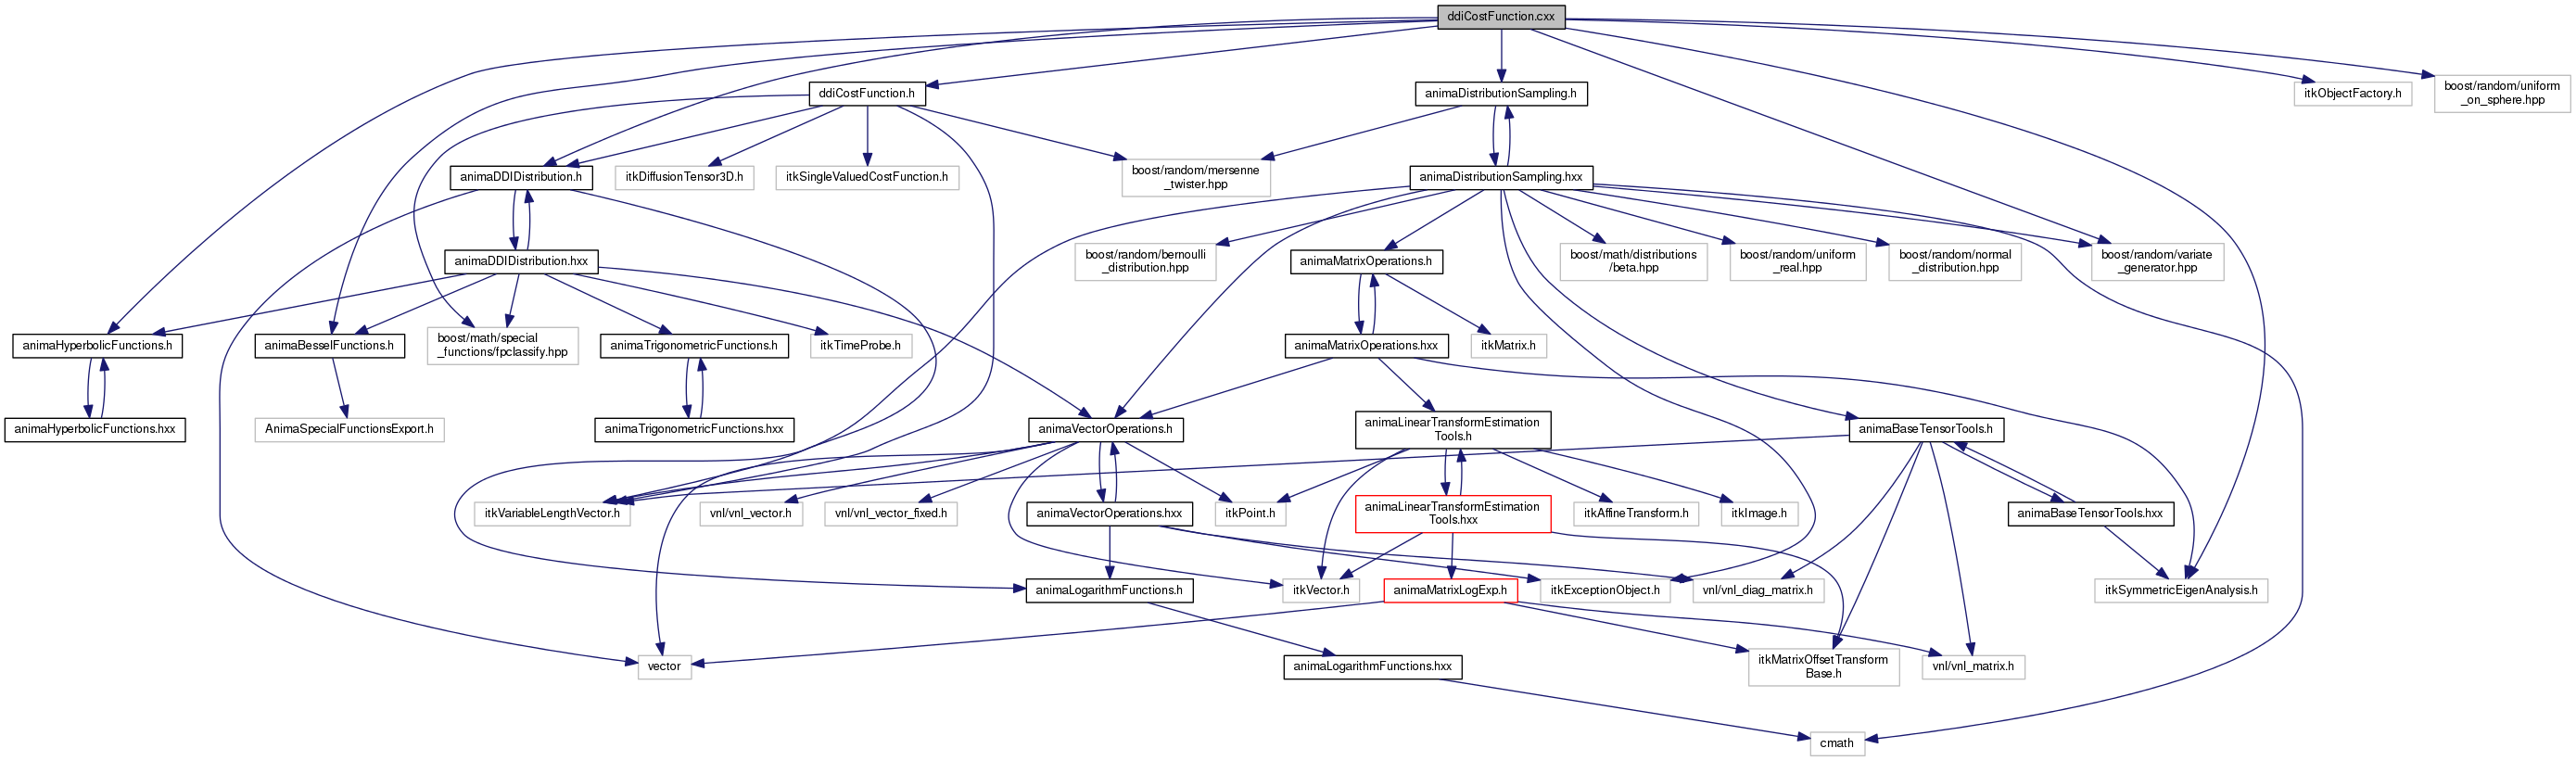 ddiCostFunction.cxx
ddiCostFunction.h
animaDistributionSampling.h
itkObjectFactory.h
boost/random/uniform
_on_sphere.hpp
animaDDIDistribution.h
itkDiffusionTensor3D.h
itkSingleValuedCostFunction.h
boost/random/mersenne
_twister.hpp
animaDistributionSampling.hxx
animaDDIDistribution.hxx
boost/random/bernoulli
_distribution.hpp
animaMatrixOperations.h
boost/math/distributions
/beta.hpp
boost/random/uniform
_real.hpp
boost/random/normal
_distribution.hpp
boost/random/variate
_generator.hpp
animaHyperbolicFunctions.h
animaBesselFunctions.h
boost/math/special
_functions/fpclassify.hpp
animaTrigonometricFunctions.h
itkTimeProbe.h
animaMatrixOperations.hxx
itkMatrix.h
animaHyperbolicFunctions.hxx
AnimaSpecialFunctionsExport.h
animaTrigonometricFunctions.hxx
animaVectorOperations.h
animaLinearTransformEstimation
Tools.h
animaBaseTensorTools.h
itkVariableLengthVector.h
vnl/vnl_vector.h
vnl/vnl_vector_fixed.h
animaVectorOperations.hxx
itkPoint.h
animaLinearTransformEstimation
Tools.hxx
itkAffineTransform.h
itkImage.h
animaBaseTensorTools.hxx
animaLogarithmFunctions.h
itkVector.h
animaMatrixLogExp.h
itkExceptionObject.h
vnl/vnl_diag_matrix.h
itkSymmetricEigenAnalysis.h
vector
animaLogarithmFunctions.hxx
itkMatrixOffsetTransform
Base.h
vnl/vnl_matrix.h
cmath